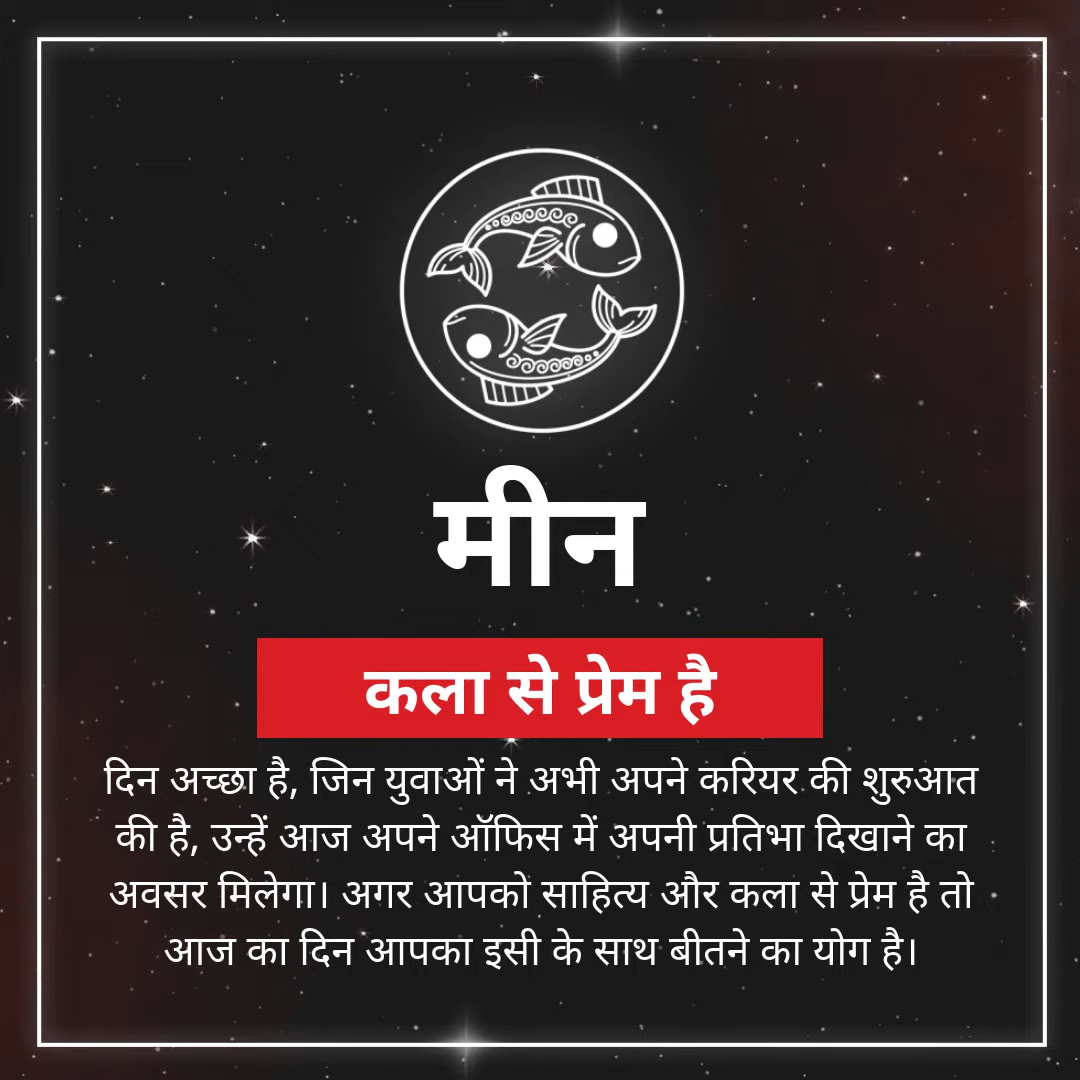 मीन
कला से प्रेम है
दिन अच्छा है, जिन युवाओं ने अभी अपने करियर की शुरुआत
की है, उन्हें आज अपने ऑफिस में अपनी प्रतिभा दिखाने का
अवसर मिलेगा। अगर आपको साहित्य और कला से प्रेम है तो
आज का दिन आपका इसी के साथ बीतने का योग है।